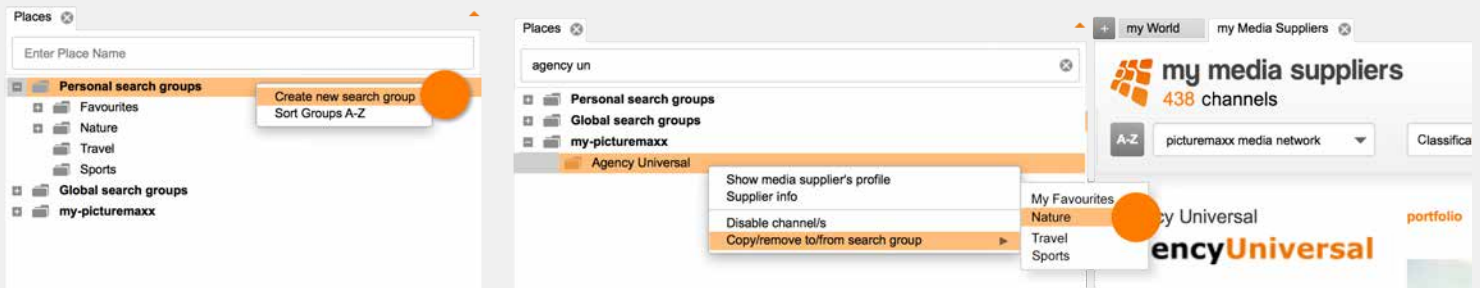 Places
Enter Place Name
Personal search groups
Favourites
Nature
Travel
Sports
Global search groups
my-picturemaxx
Create new search group
Sort Groups A-Z
Places
agency un
Personal search groups
Global search groups
my-picturemaxx
Agency Universal
Show media supplier's profile
Supplier info
Disable channel/s
Copy/remove to/from search group
My Favourites
Nature
Travel
Sports
+ my World my Media Suppliers
my media suppliers
438 channels
A-Z picturemaxx media network Classifica
cy Universal portfolio
encyUniversal